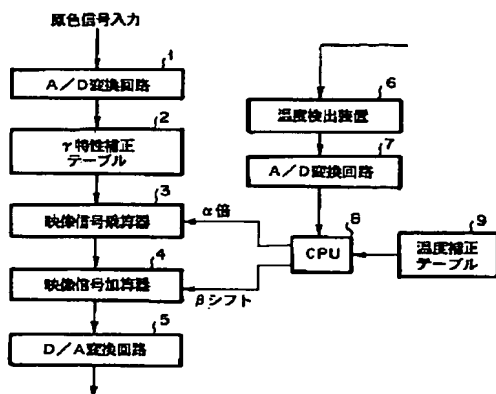 原色信号入力
1
A/D変換回路
2
γ特性補正
テーブル
3
映像信号乗算器
α倍
4
映像信号加算器
βシフト
5
D/A変換回路
6
温度検出装置
7
A/D変換回路
8
CPU
9
温度補正
テーブル